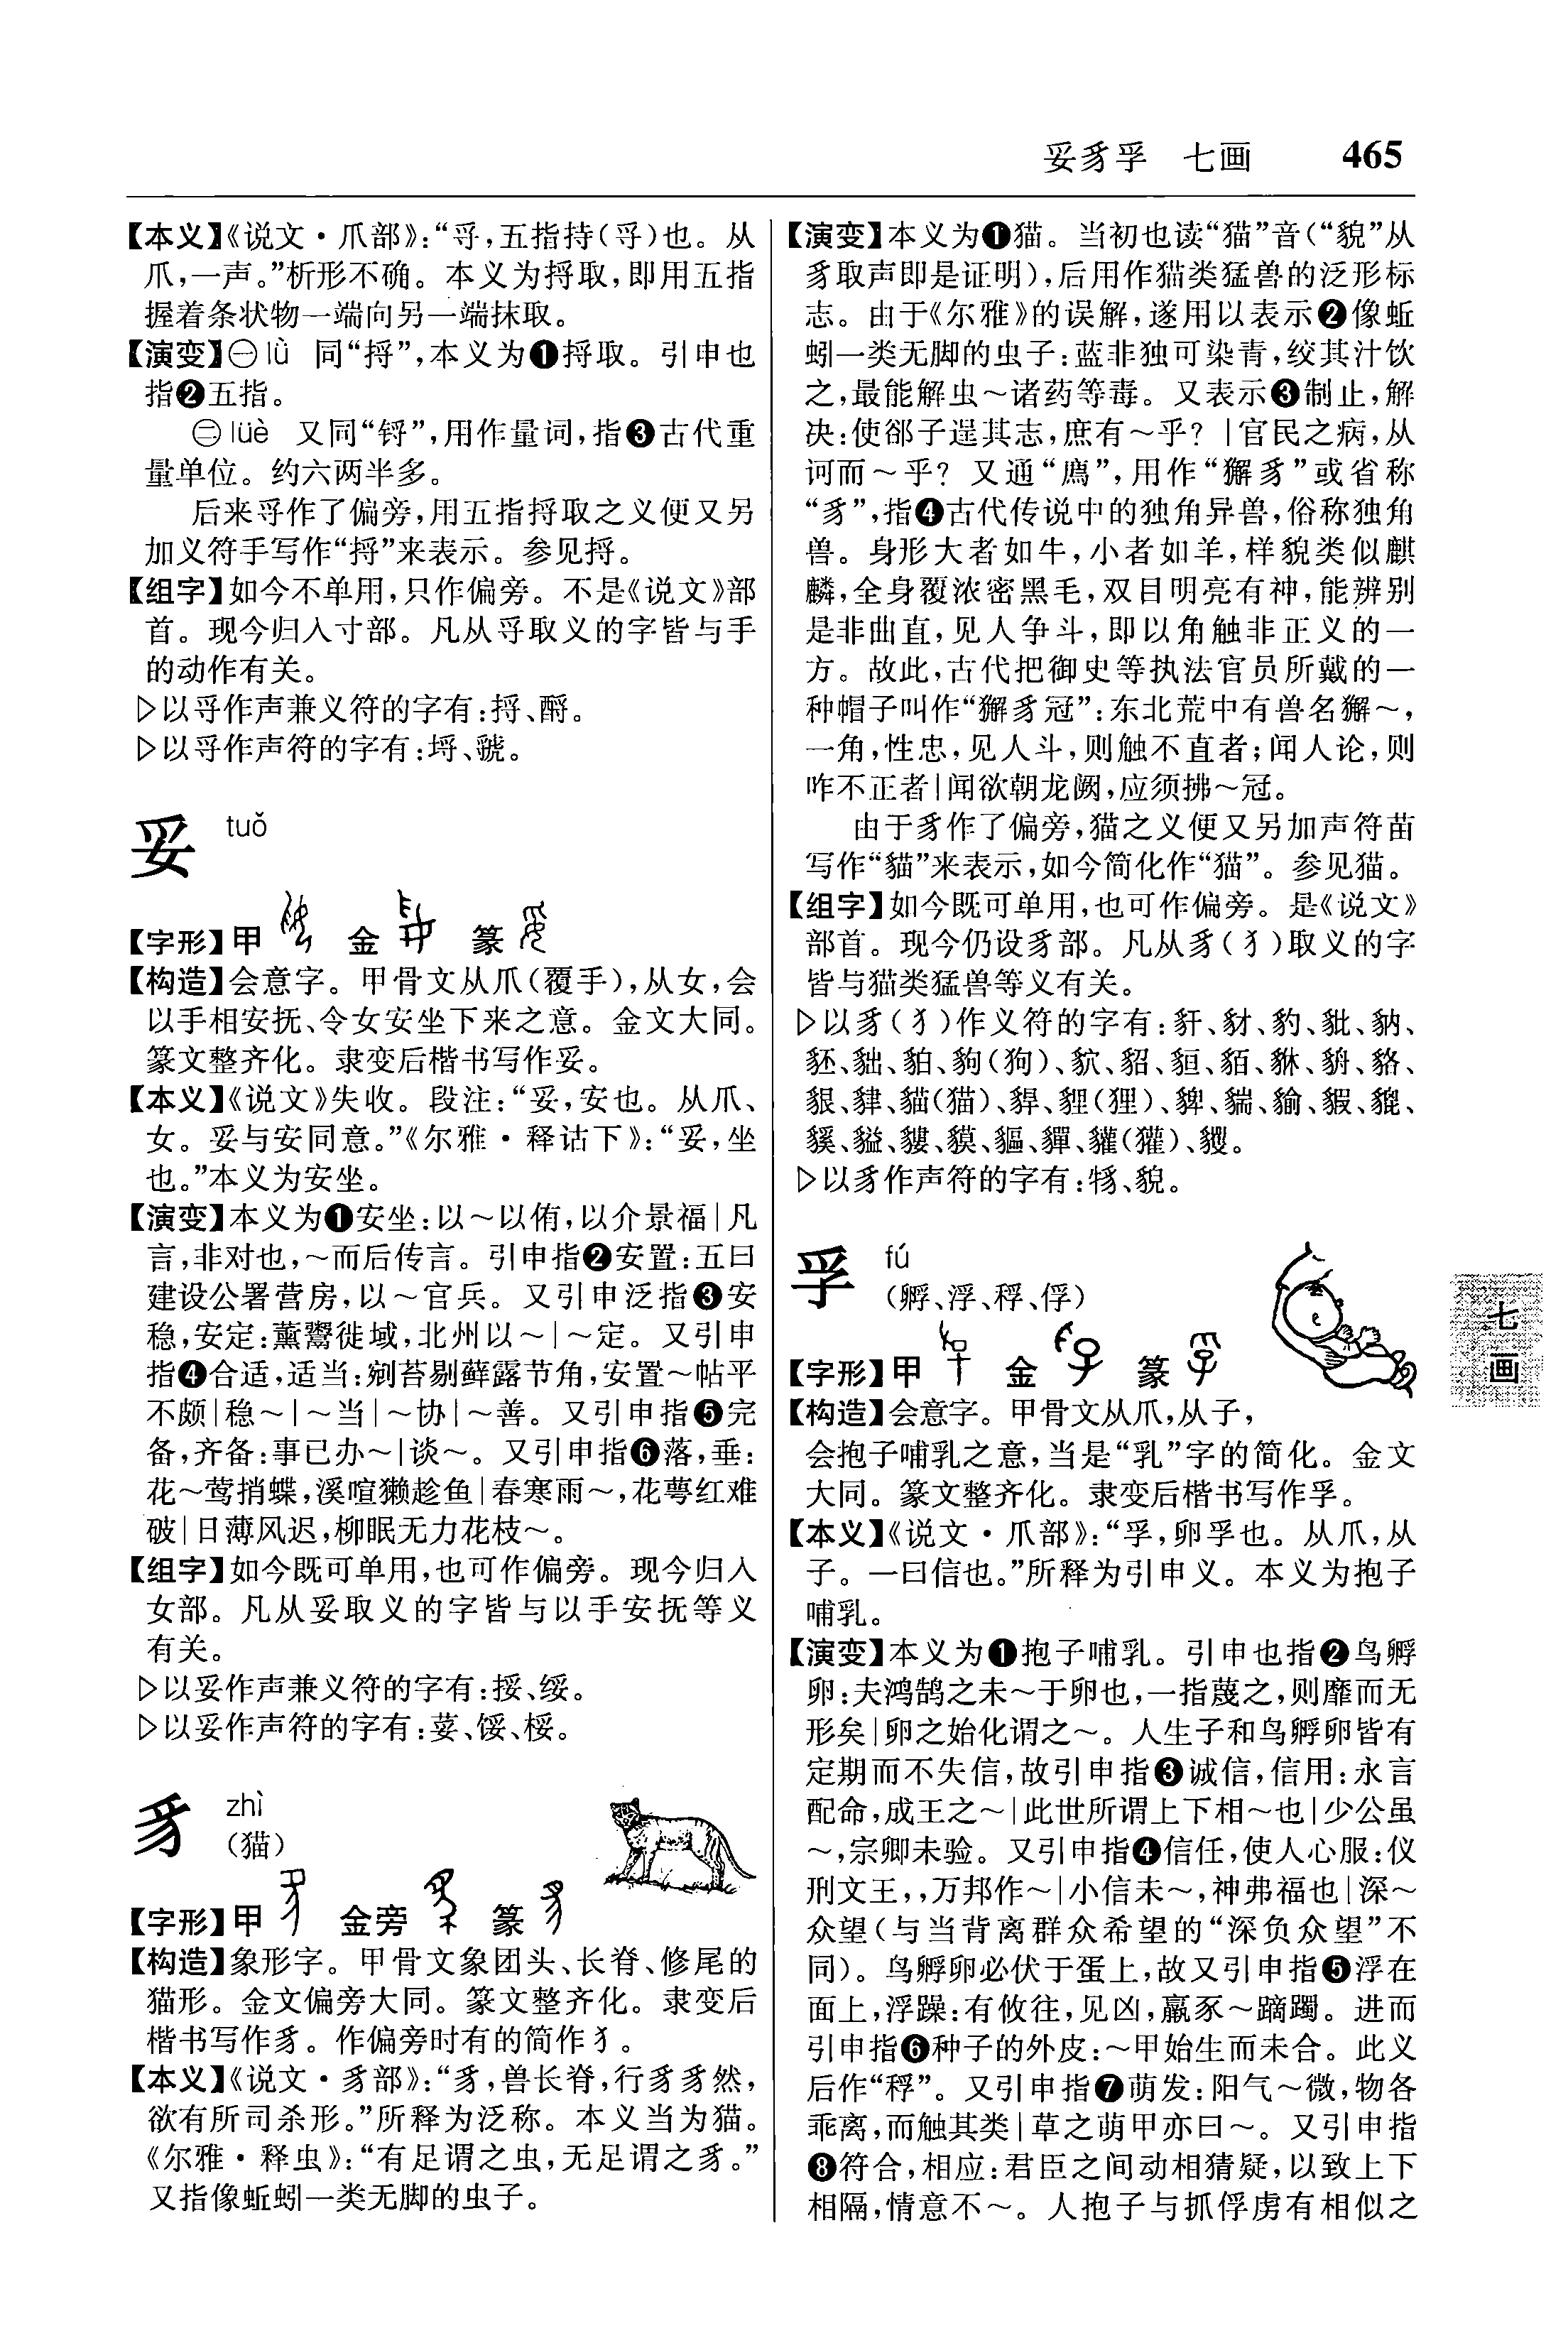 妥豸孚 七画 465
【本义】《说文·爪部》:“寽,五指持(寽)也。从
爪,一声。”析形不确。本义为捋取,即用五指
握着条状物一端向另一端抹取。
【演变】㊀lǜ 同“捋”,本义为❶捋取。引申也
指❷五指。
㊁lüè 又同“锊”,用作量词,指❸古代重
量单位。约六两半多。
后来寽作了偏旁,用五指捋取之义便又另
加义符手写作“捋”来表示。参见捋。
【组字】如今不单用,只作偏旁。不是《说文》部
首。现今归入寸部。凡从寽取义的字皆与手
的动作有关。
▷以寽作声兼义符的字有:捋、酹。
▷以寽作声符的字有:埒、虢。
妥 tuǒ
【字形】甲 金 篆
【构造】会意字。甲骨文从爪(覆手),从女,会
以手相安抚、令女安坐下来之意。金文大同。
篆文整齐化。隶变后楷书写作妥。
【本义】《说文》失收。段注:“妥,安也。从爪、
女。妥与安同意。”《尔雅·释诂下》:“妥,坐
也。”本义为安坐。
【演变】本义为❶安坐:以~以侑,以介景福|凡
言,非对也,~而后传言。引申指❷安置:五曰
建设公署营房,以~官兵。又引申泛指❸安
稳,安定:薰鬻徙域,北州以~|~定。又引申
指❹合适,适当:剜苔剔藓露节角,安置~帖平
不颇|稳~|~当|~协|~善。又引申指❺完
备,齐备:事已办~|谈~。又引申指❻落,垂:
花~莺捎蝶,溪喧獭趁鱼|春寒雨~,花萼红难
破|日薄风迟,柳眠无力花枝~。
【组字】如今既可单用,也可作偏旁。现今归入
女部。凡从妥取义的字皆与以手安抚等义
有关。
▷以妥作声兼义符的字有:挼、绥。
▷以妥作声符的字有:荽、馁、桵。
豸 zhì
(猫)
【字形】甲 金旁 篆
【构造】象形字。甲骨文象团头、长脊、修尾的
猫形。金文偏旁大同。篆文整齐化。隶变后
楷书写作豸。作偏旁时有的简作犭。
【本义】《说文·豸部》:“豸,兽长脊,行豸豸然,
欲有所司杀形。”所释为泛称。本义当为猫。
《尔雅·释虫》:“有足谓之虫,无足谓之豸。”
又指像蚯蚓一类无脚的虫子。
【演变】本义为❶猫。当初也读“猫”音(“貌”从
豸取声即是证明),后用作猫类猛兽的泛形标
志。由于《尔雅》的误解,遂用以表示❷像蚯
蚓一类无脚的虫子:蓝非独可染青,绞其汁饮
之,最能解虫~诸药等毒。又表示❸制止,解
决:使郤子逞其志,庶有~乎?|官民之病,从
诃而~乎?又通“廌”,用作“獬豸”或省称
“豸”,指❹古代传说中的独角异兽,俗称独角
兽。身形大者如牛,小者如羊,样貌类似麒
麟,全身覆浓密黑毛,双目明亮有神,能辨别
是非曲直,见人争斗,即以角触非正义的一
方。故此,古代把御史等执法官员所戴的一
种帽子叫作“獬豸冠”:东北荒中有兽名獬~,
一角,性忠,见人斗,则触不直者;闻人论,则
咋不正者|闻欲朝龙阙,应须拂~冠。
由于豸作了偏旁,猫之义便又另加声符苗
写作“貓”来表示,如今简化作“猫”。参见猫。
【组字】如今既可单用,也可作偏旁。是《说文》
部首。现今仍设豸部。凡从豸(犭)取义的字
皆与猫类猛兽等义有关。
▷以豸(犭)作义符的字有:豻、豺、豹、豼、豽、
豾、貀、狛、豿(狗)、貁、貂、貆、貊、貅、貈、貉、
貇、貄、貓(猫)、貋、貍(狸)、貏、貒、貐、貑、貔、
貕、貖、貗、貘、貙、貚、貛(獾)、貜。
▷以豸作声符的字有:豸、貌。
孚 fú
(孵、浮、稃、俘)
【字形】甲 金 篆
【构造】会意字。甲骨文从爪,从子,
会抱子哺乳之意,当是“乳”字的简化。金文
大同。篆文整齐化。隶变后楷书写作孚。
【本义】《说文·爪部》:“孚,卵孚也。从爪,从
子。一曰信也。”所释为引申义。本义为抱子
哺乳。
【演变】本义为❶抱子哺乳。引申也指❷鸟孵
卵:夫鸿鹄之未~于卵也,一指蔑之,则靡而无
形矣|卵之始化谓之~。人生子和鸟孵卵皆有
定期而不失信,故引申指❸诚信,信用:永言
配命,成王之~|此世所谓上下相~也|少公虽
~,宗卿未验。又引申指❹信任,使人心服:仪
刑文王,,万邦作~|小信未~,神弗福也|深~
众望(与当背离群众希望的“深负众望”不
同)。鸟孵卵必伏于蛋上,故又引申指❺浮在
面上,浮躁:有攸往,见凶,羸豕~蹢躅。进而
引申指❻种子的外皮:~甲始生而未合。此义
后作“稃”。又引申指❼萌发:阳气~微,物各
乖离,而触其类|草之萌甲亦曰~。又引申指
❽符合,相应:君臣之间动相猜疑,以致上下
相隔,情意不~。人抱子与抓俘虏有相似之
七画